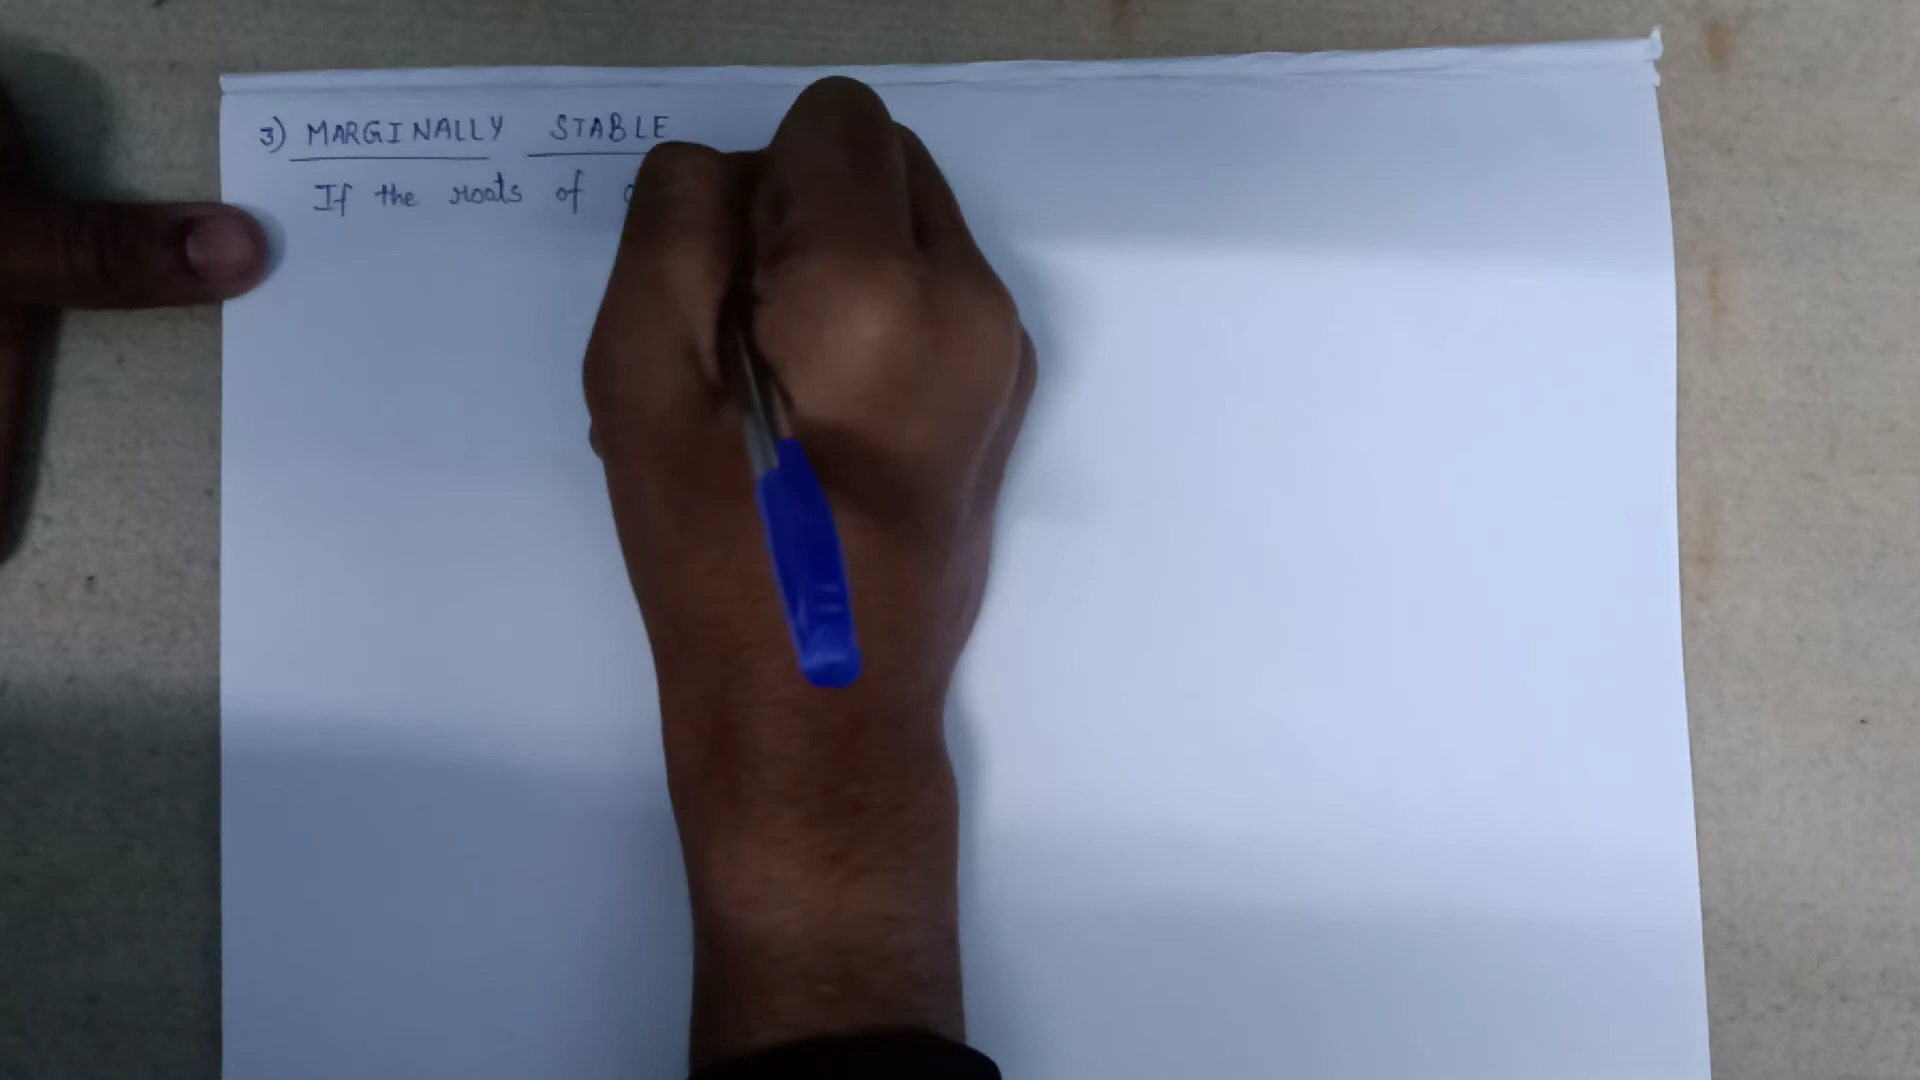 3) MARGINALLY STABLE
If the roots of